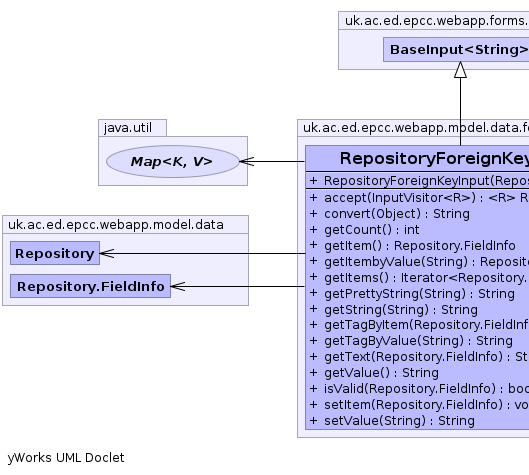 uk.ac.ed.epcc.webapp.forms.
BaseInput<String>
java.util
Map<K, V>
uk.ac.ed.epcc.webapp.model.data.fo
RepositoryForeignKey
+ RepositoryForeignKeyInput(Repos
+ accept(InputVisitor<R>) : <R> R
+ convert(Object) : String
+ getCount() : int
+ getItem() : Repository.FieldInfo
+ getItembyValue(String) : Reposito
+ getItems() : Iterator<Repository.
+ getPrettyString(String) : String
+ getString(String) : String
+ getTagByItem(Repository.FieldInf
+ getTagByValue(String) : String
+ getText(Repository.FieldInfo) : St
+ getValue() : String
+ isValid(Repository.FieldInfo) : boo
+ setItem(Repository.FieldInfo) : vo
+ setValue(String) : String
uk.ac.ed.epcc.webapp.model.data
Repository
Repository.FieldInfo
yWorks UML Doclet